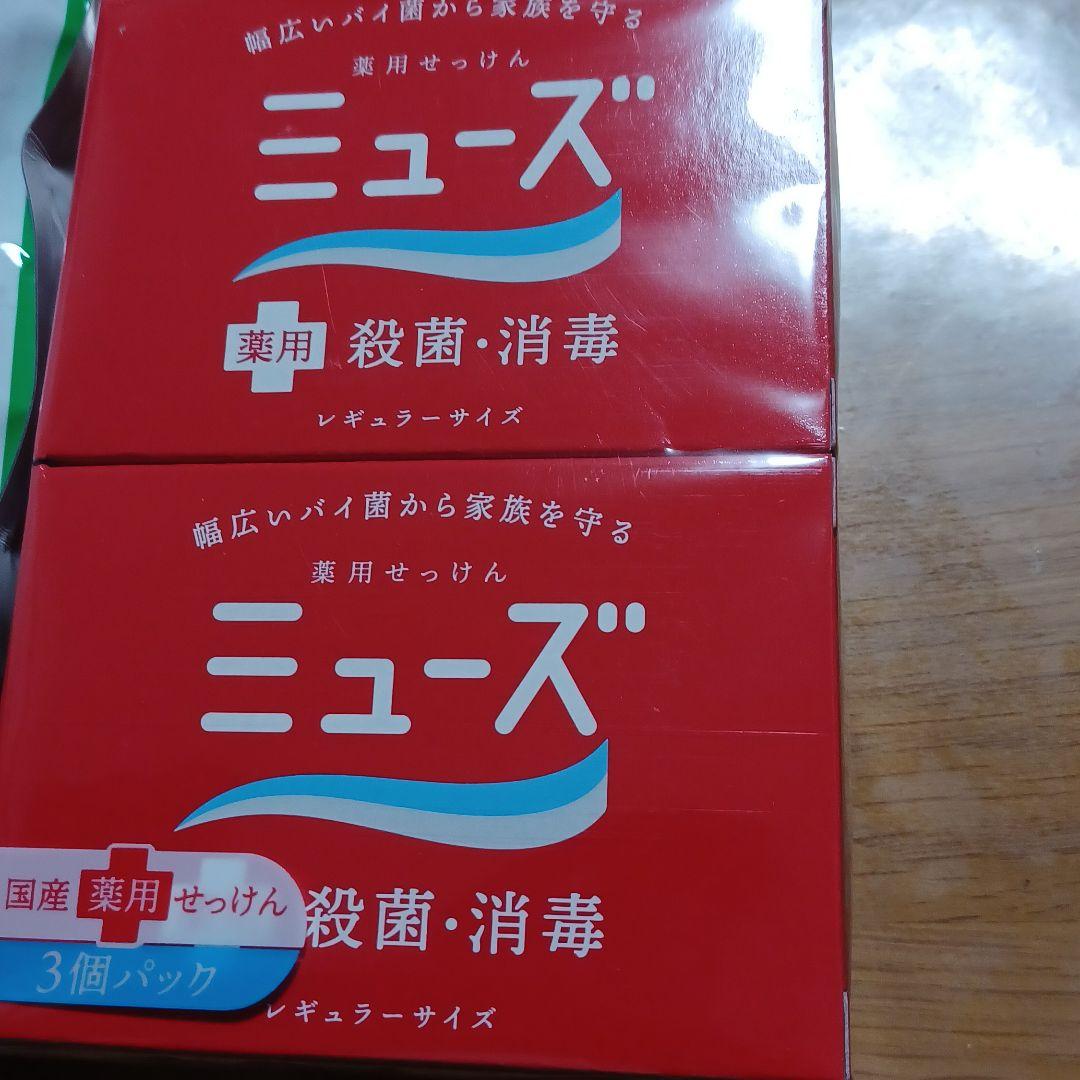 幅広いバイ菌から家族を守る
薬用せっけん
ミューズ
薬用 殺菌・消毒
レギュラーサイズ
幅広いバイ菌から家族を守る
薬用せっけん
ミューズ
国産 薬用 せっけん
殺菌・消毒
3個パック
レギュラーサイズ